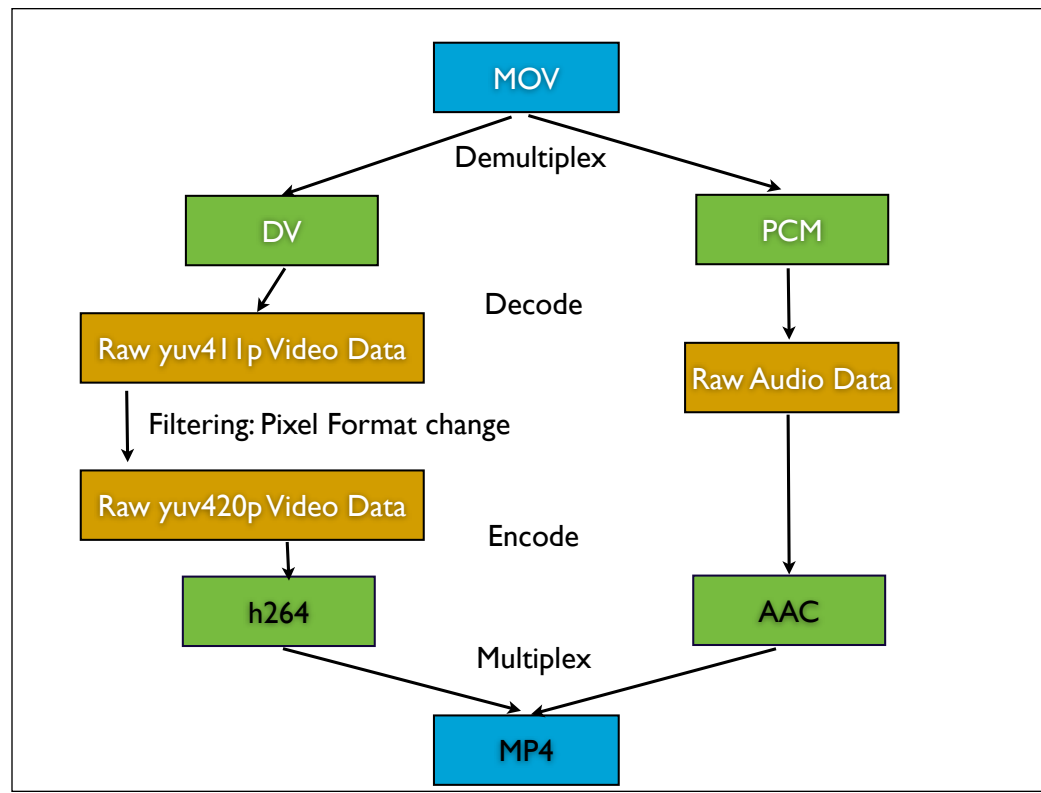 MOV
Demultiplex
DV
PCM
Decode
Raw yuv411p Video Data
Raw Audio Data
Filtering: Pixel Format change
Raw yuv420p Video Data
Encode
h264
AAC
Multiplex
MP4